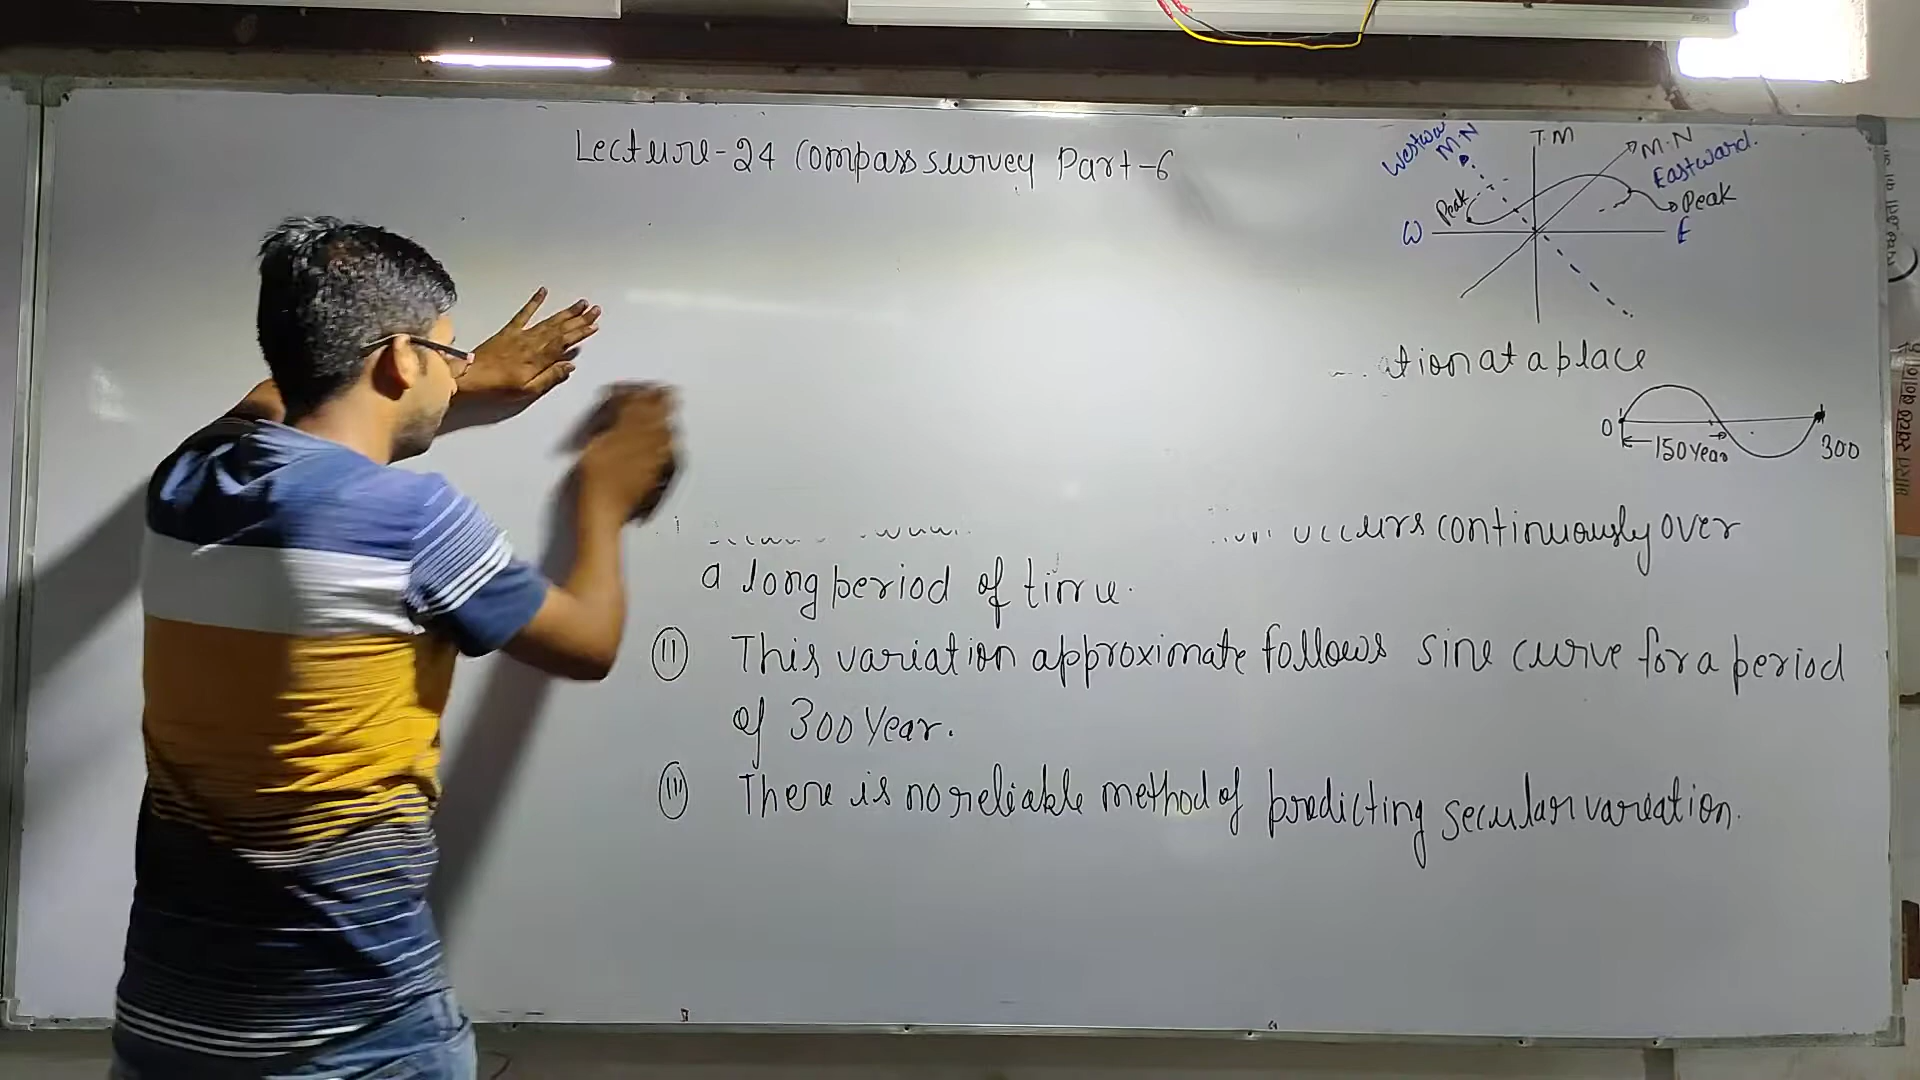 Lecture-24 Compass survey Part-6
T.M
M.N
M.N
Eastward.
Peak
Peak
W
E
ation at a place
0
150 year
300
occurs continuously over
a long period of time.
(II) This variation approximate follows sine curve for a period
of 300 Year.
(III) There is no reliable method of predicting secular variation.